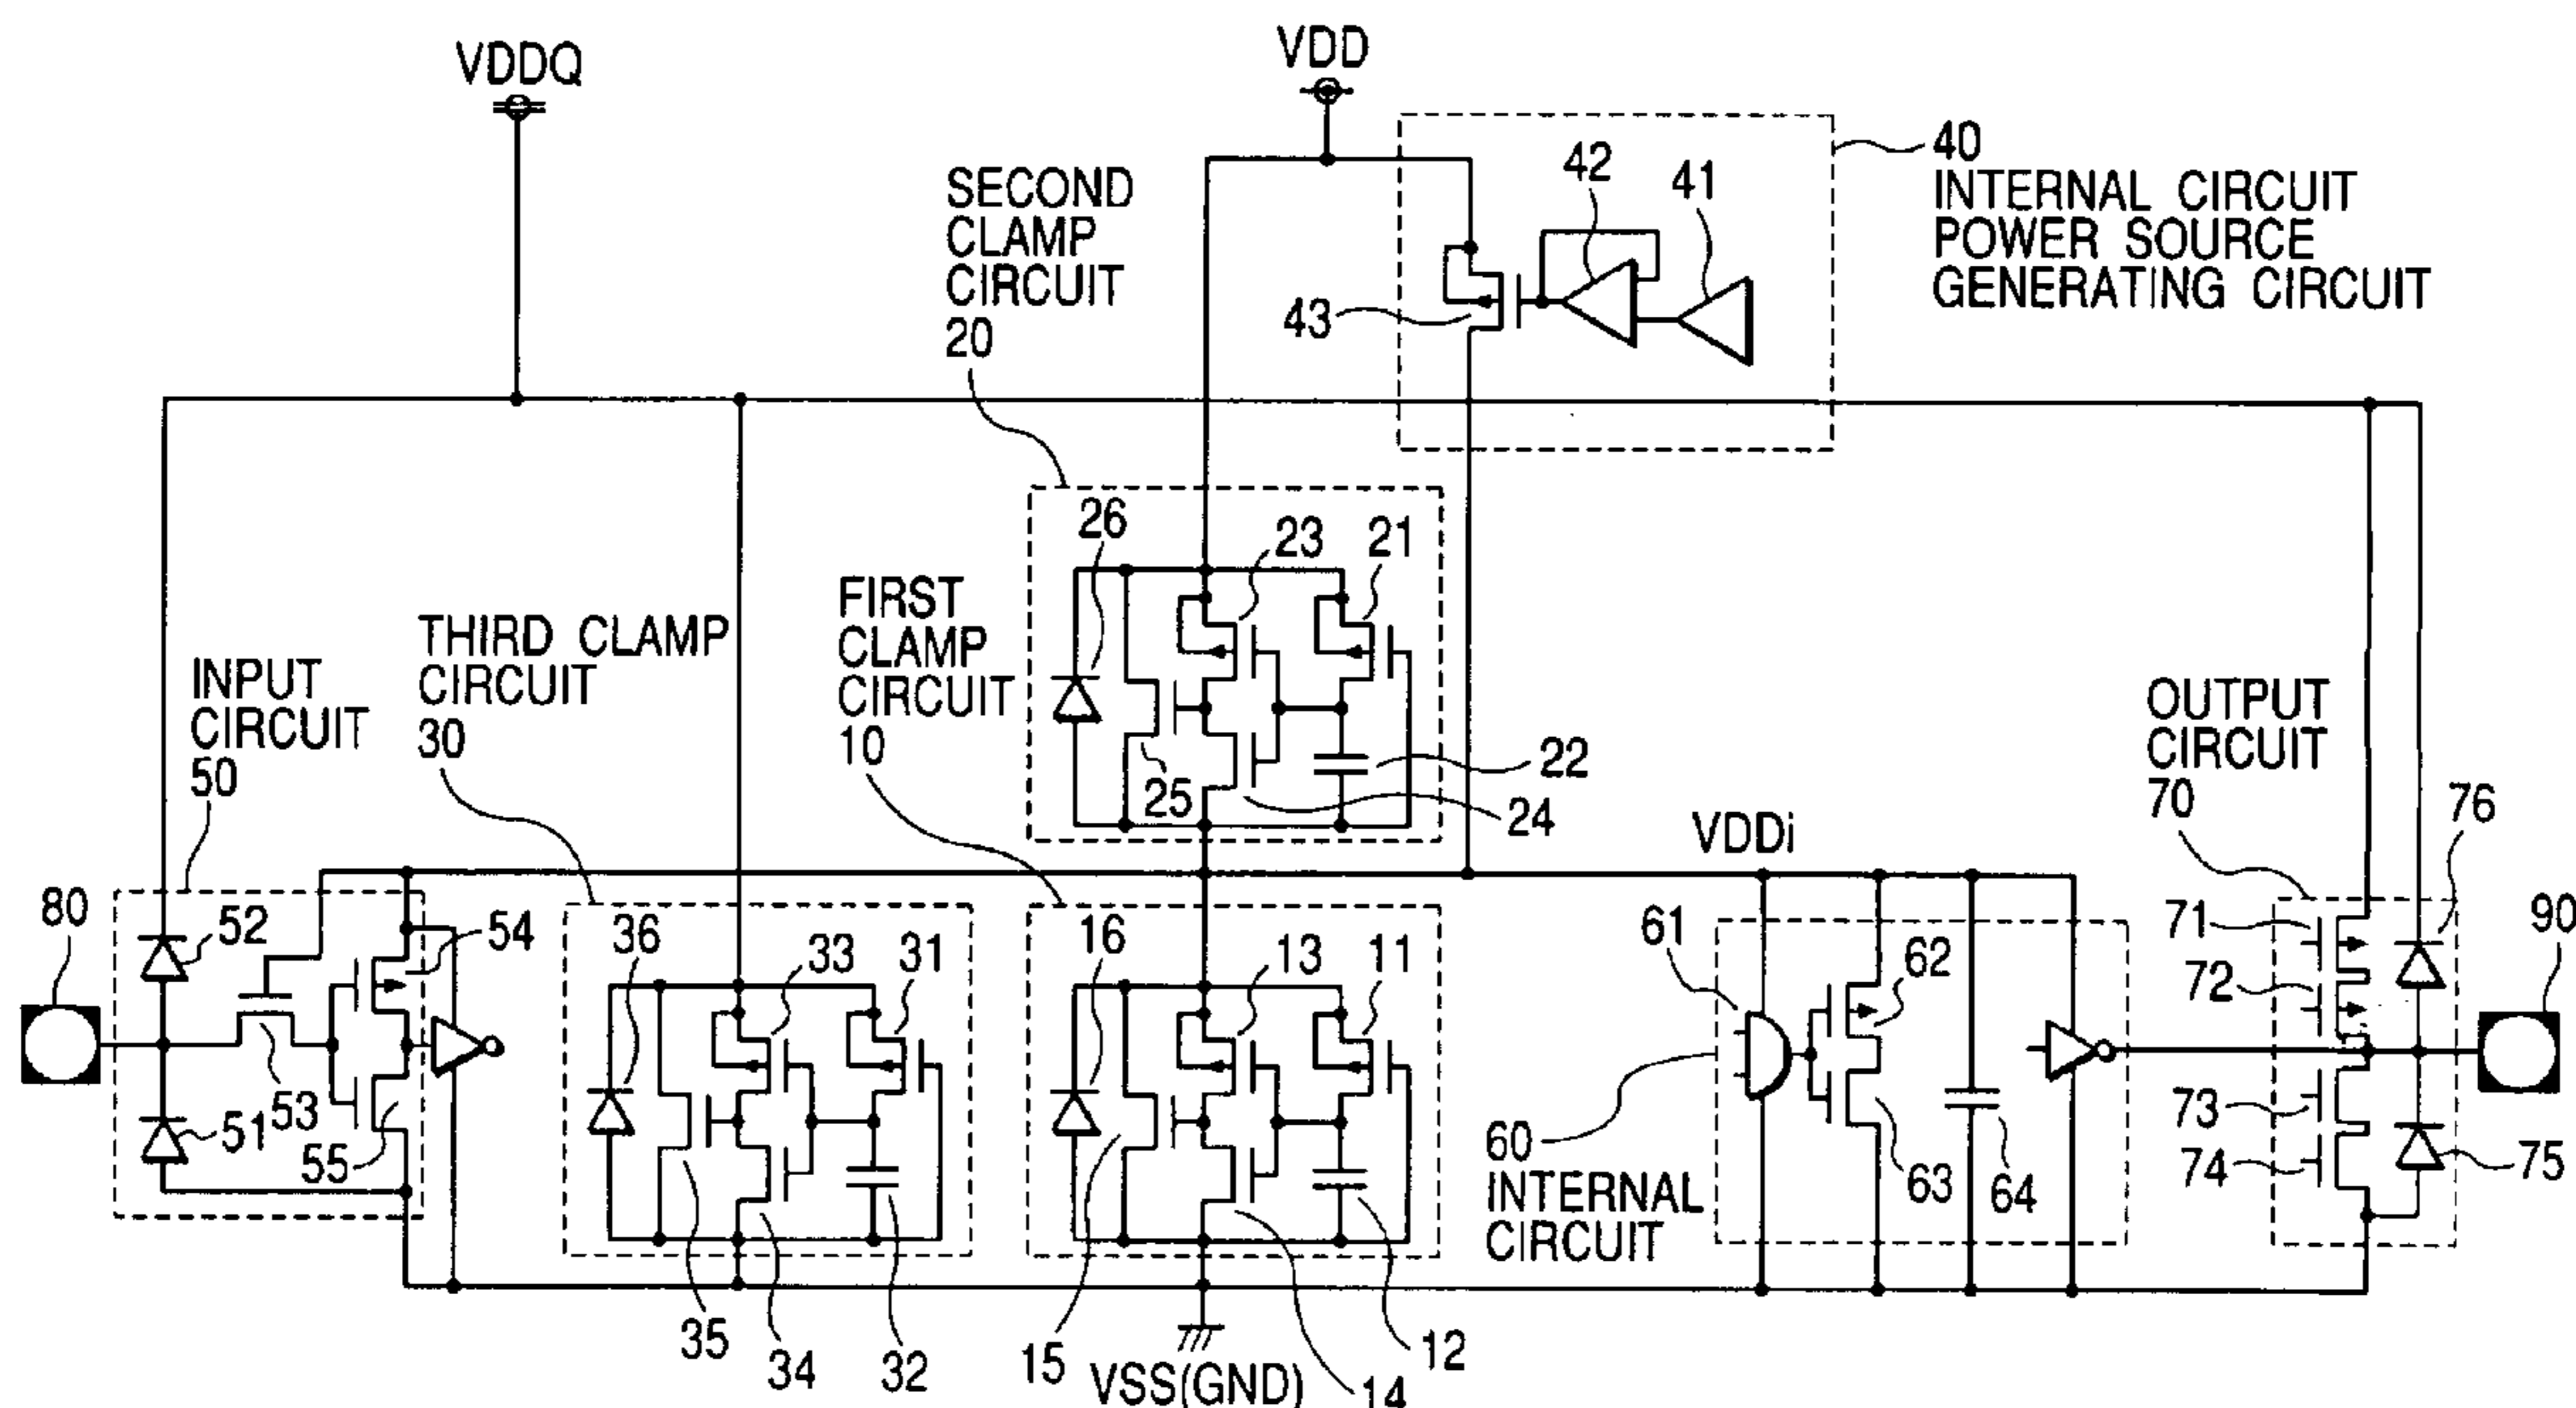 VDDQ
VDD
40
INTERNAL CIRCUIT
POWER SOURCE
GENERATING CIRCUIT
42
41
43
SECOND
CLAMP
CIRCUIT
20
26
23
21
25
22
24
FIRST
CLAMP
CIRCUIT
10
THIRD CLAMP
CIRCUIT
30
INPUT
CIRCUIT
50
OUTPUT
CIRCUIT
70
VDDi
76
80
52
54
53
51
55
36
33
31
35
34
32
16
13
11
15
14
12
VSS(GND)
61
62
60
INTERNAL
CIRCUIT
63
64
71
72
73
74
75
90